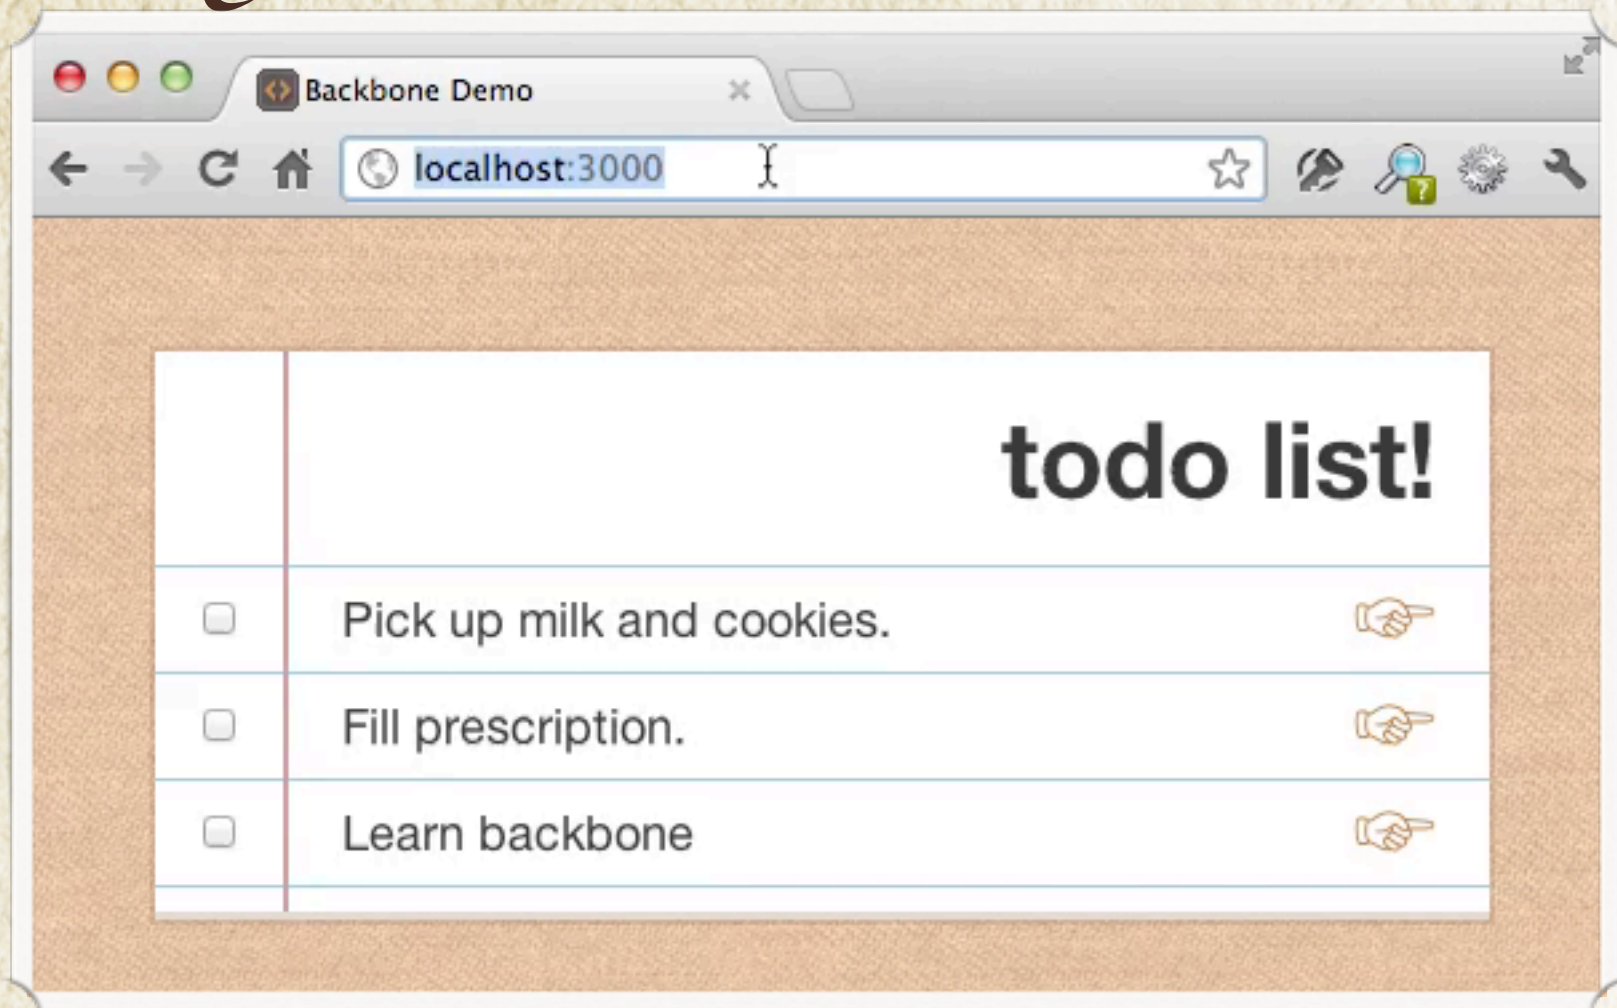 Backbone Demo
localhost:3000
todo list!
Pick up milk and cookies.
Fill prescription.
Learn backbone